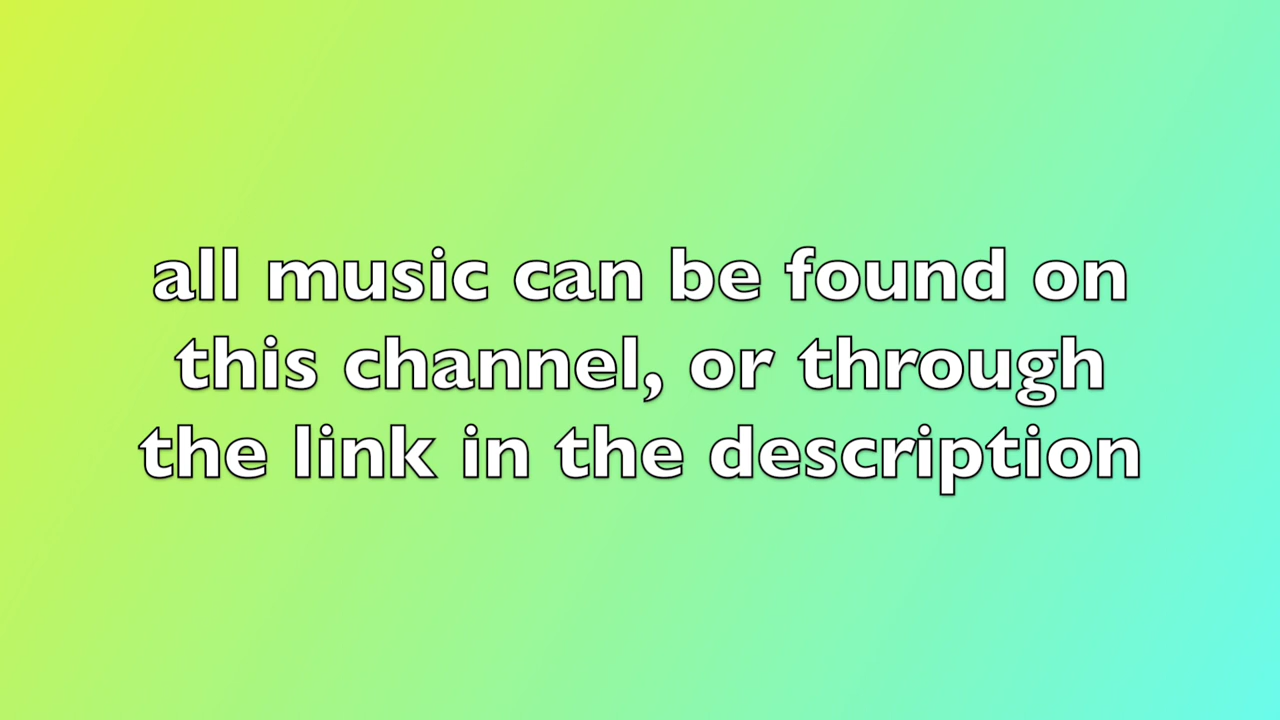 all music can be found on
this channel, or through
the link in the description